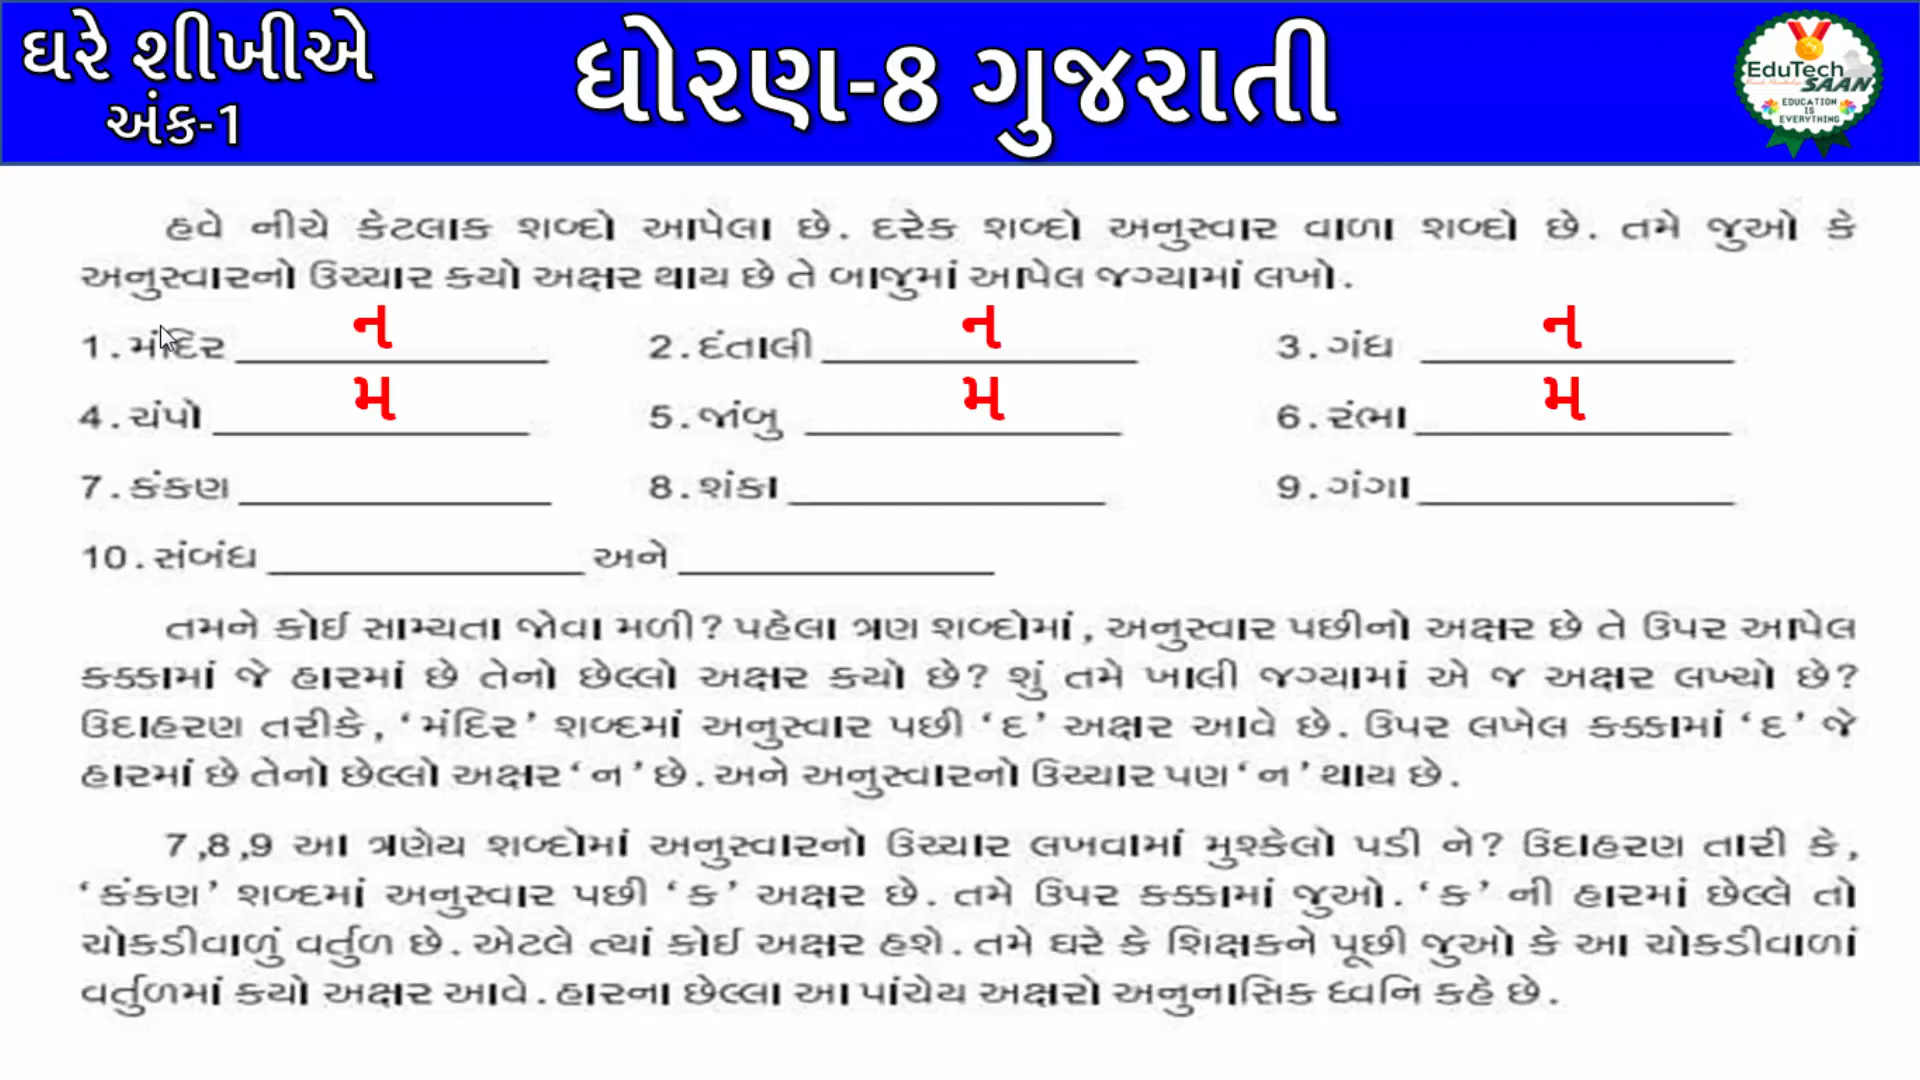 ઘરે શીખીએ
અંક-1
ધોરણ-8 ગુજરાતી
EduTech
SAAN
EDUCATION
IS
EVERYTHING
હવે નીચે કેટલાક શબ્દો આપેલા છે. દરેક શબ્દો અનુસ્વાર વાળા શબ્દો છે. તમે જુઓ કે
અનુસ્વારનો ઉચ્ચાર કયો અક્ષર થાય છે તે બાજુમાં આપેલ જગ્યામાં લખો.
1.મંદિર ન 2.દંતાલી ન 3.ગંધ ન
4.ચંપો મ 5.જાંબુ મ 6.રંભા મ
7.કંકણ 8.શંકા 9.ગંગા
10.સંબંધ અને
તમને કોઈ સામ્યતા જોવા મળી? પહેલા ત્રણ શબ્દોમાં, અનુસ્વાર પછીનો અક્ષર છે તે ઉપર આપેલ
કક્કામાં જે હારમાં છે તેનો છેલ્લો અક્ષર કયો છે? શું તમે ખાલી જગ્યામાં એ જ અક્ષર લખ્યો છે?
ઉદાહરણ તરીકે, ‘મંદિર’ શબ્દમાં અનુસ્વાર પછી ‘દ’ અક્ષર આવે છે. ઉપર લખેલ કક્કામાં ‘દ’ જે
હારમાં છે તેનો છેલ્લો અક્ષર ‘ન’ છે. અને અનુસ્વારનો ઉચ્ચાર પણ ‘ન’ થાય છે.
7,8,9 આ ત્રણેય શબ્દોમાં અનુસ્વારનો ઉચ્ચાર લખવામાં મુશ્કેલો પડી ને? ઉદાહરણ તારી કે,
‘કંકણ’ શબ્દમાં અનુસ્વાર પછી ‘ક’ અક્ષર છે. તમે ઉપર કક્કામાં જુઓ. ‘ક’ ની હારમાં છેલ્લે તો
ચોકડીવાળું વર્તુળ છે. એટલે ત્યાં કોઈ અક્ષર હશે. તમે ઘરે કે શિક્ષકને પૂછી જુઓ કે આ ચોકડીવાળાં
વર્તુળમાં કયો અક્ષર આવે. હારના છેલ્લા આ પાંચેય અક્ષરો અનુનાસિક ધ્વનિ કહે છે.